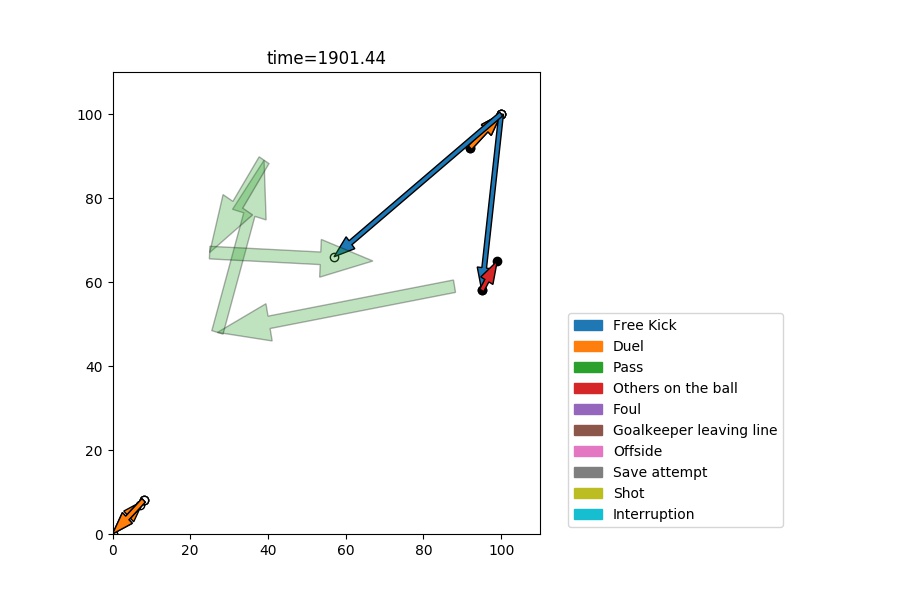 time=1901.44
100
80
60
40
20
0
0 20 40 60 80 100
Free Kick
Duel
Pass
Others on the ball
Foul
Goalkeeper leaving line
Offside
Save attempt
Shot
Interruption